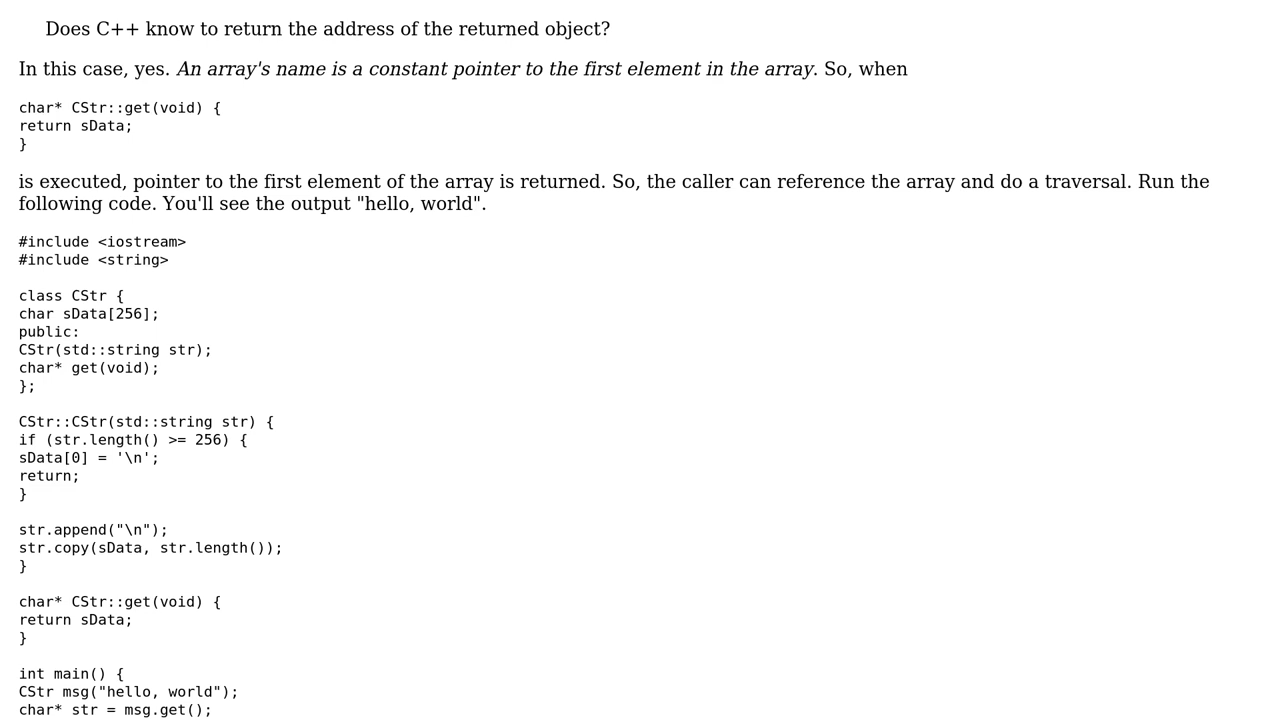 Does C++ know to return the address of the returned object?
In this case, yes. An array's name is a constant pointer to the first element in the array. So, when
char* CStr::get(void) {
return sData;
}
is executed, pointer to the first element of the array is returned. So, the caller can reference the array and do a traversal. Run the
following code. You'll see the output "hello, world".
#include <iostream>
#include <string>
class CStr {
char sData[256];
public:
CStr(std::string str);
char* get(void);
};
CStr::CStr(std::string str) {
if (str.length() >= 256) {
sData[0] = '\n';
return;
}
str.append("\n");
str.copy(sData, str.length());
}
char* CStr::get(void) {
return sData;
}
int main() {
CStr msg("hello, world");
char* str = msg.get();